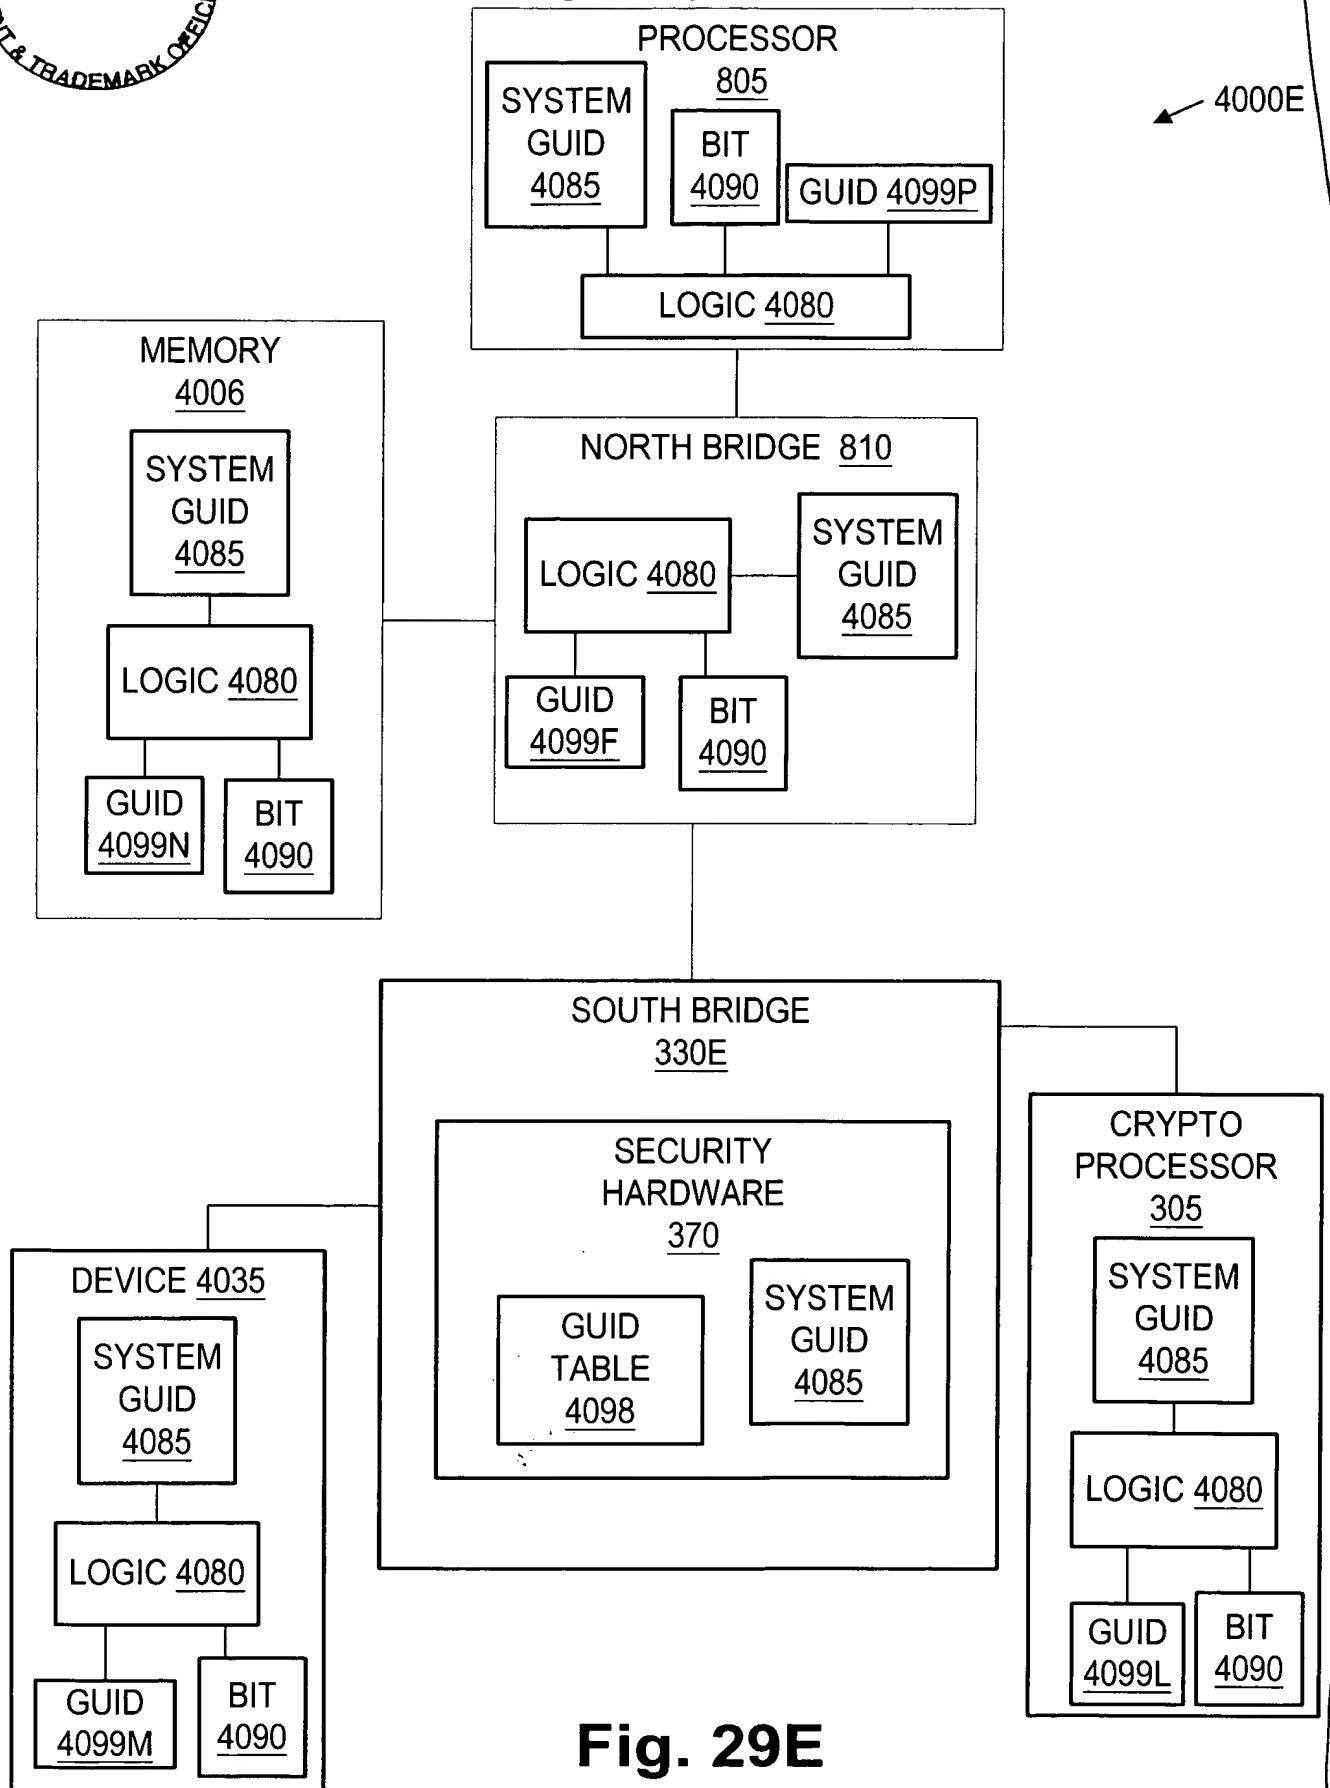 & TRADEMARK OFFICE
PROCESSOR
805
SYSTEM
GUID
4085
BIT
4090
GUID 4099P
LOGIC 4080
4000E
MEMORY
4006
SYSTEM
GUID
4085
LOGIC 4080
GUID
4099N
BIT
4090
NORTH BRIDGE 810
LOGIC 4080
SYSTEM
GUID
4085
GUID
4099F
BIT
4090
SOUTH BRIDGE
330E
SECURITY
HARDWARE
370
GUID
TABLE
4098
SYSTEM
GUID
4085
CRYPTO
PROCESSOR
305
SYSTEM
GUID
4085
LOGIC 4080
GUID
4099L
BIT
4090
DEVICE 4035
SYSTEM
GUID
4085
LOGIC 4080
GUID
4099M
BIT
4090
Fig. 29E